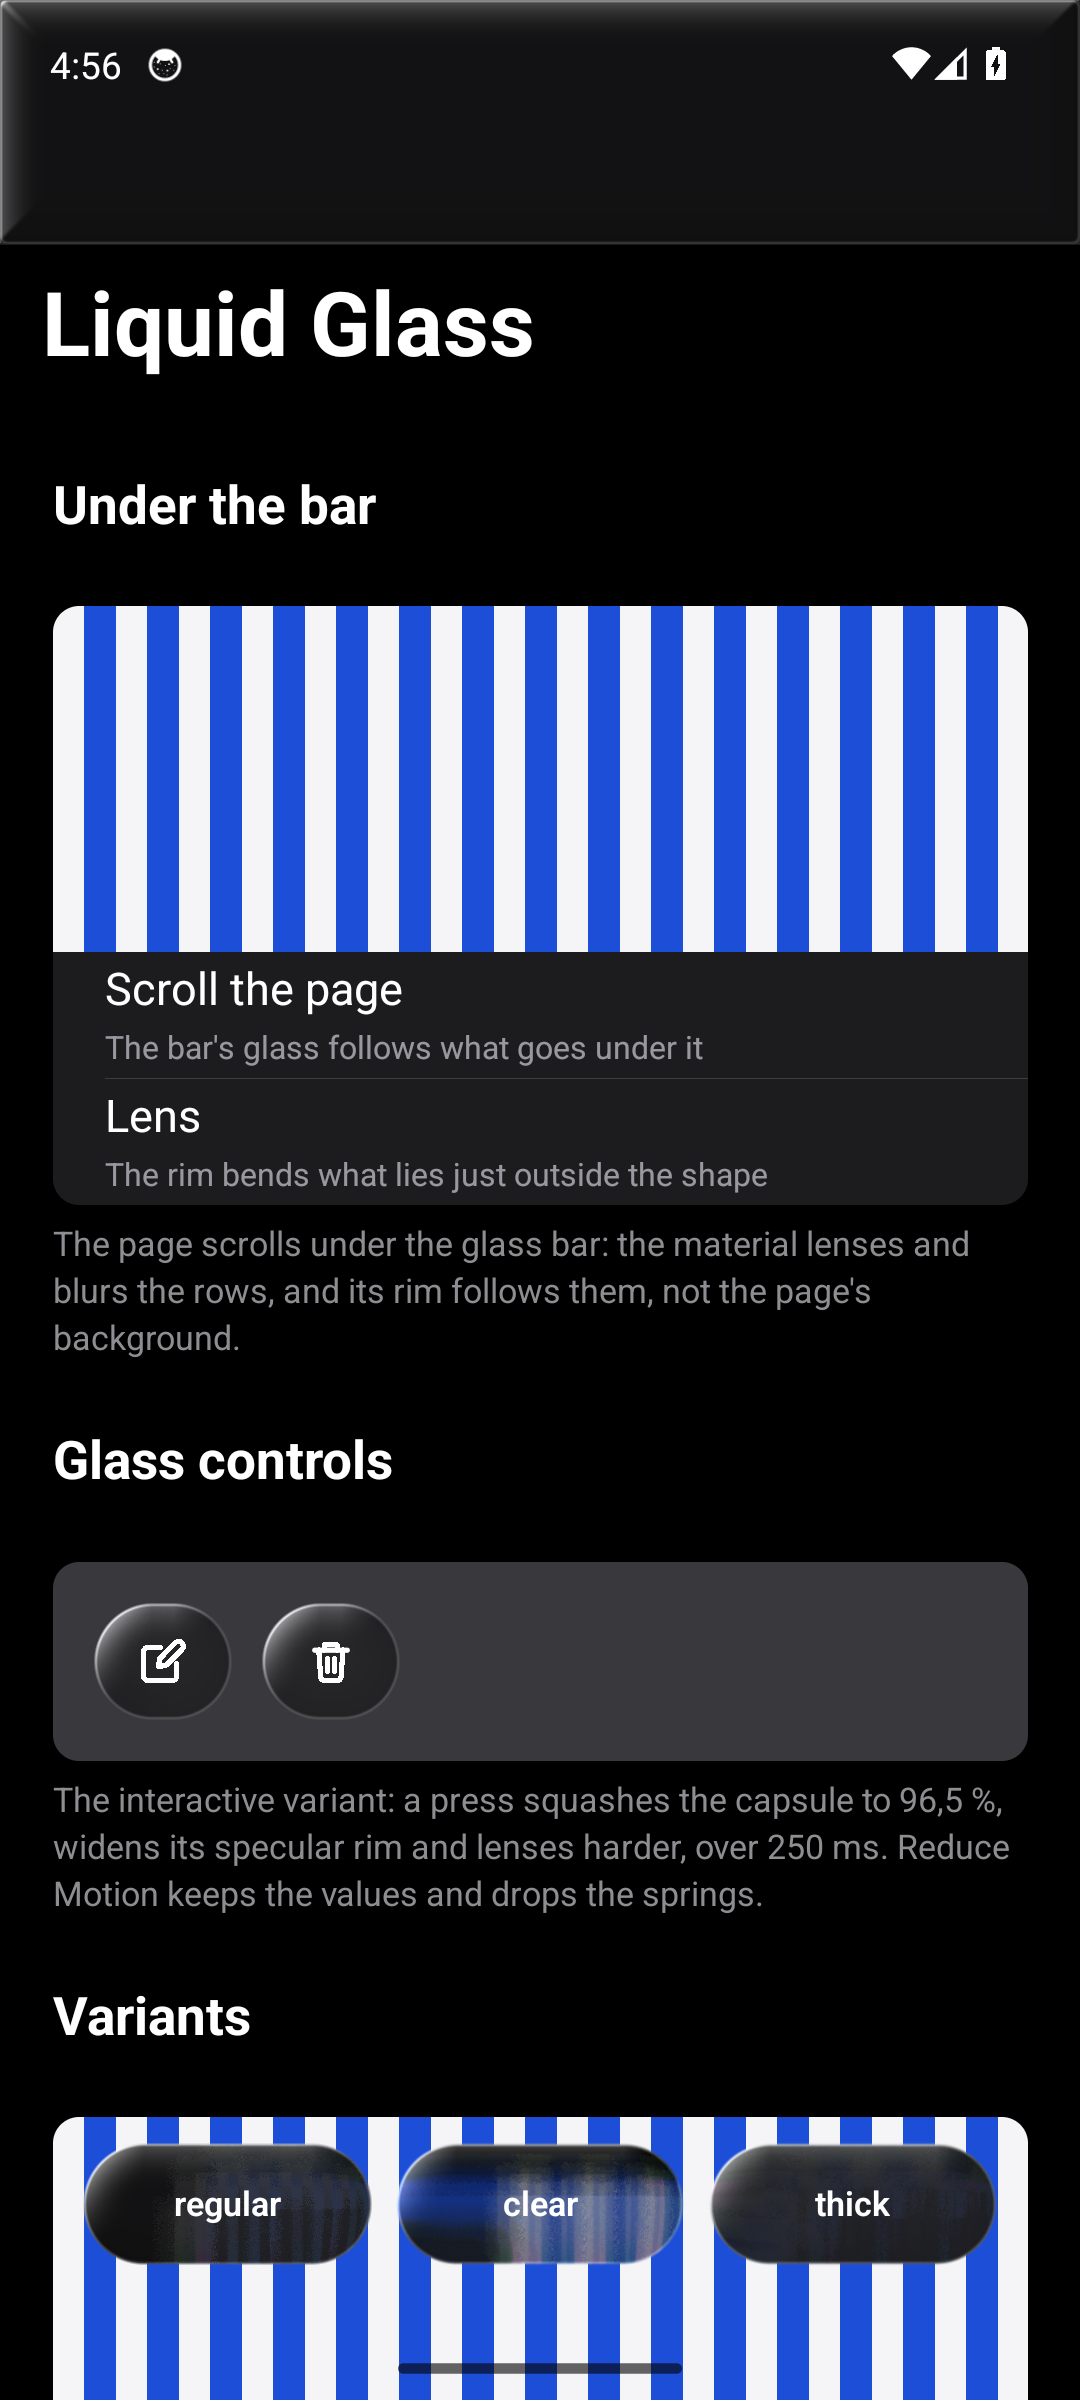 4:56
Liquid Glass
Under the bar
Scroll the page
The bar's glass follows what goes under it
Lens
The rim bends what lies just outside the shape
The page scrolls under the glass bar: the material lenses and
blurs the rows, and its rim follows them, not the page's
background.
Glass controls
The interactive variant: a press squashes the capsule to 96,5 %,
widens its specular rim and lenses harder, over 250 ms. Reduce
Motion keeps the values and drops the springs.
Variants
regular clear thick